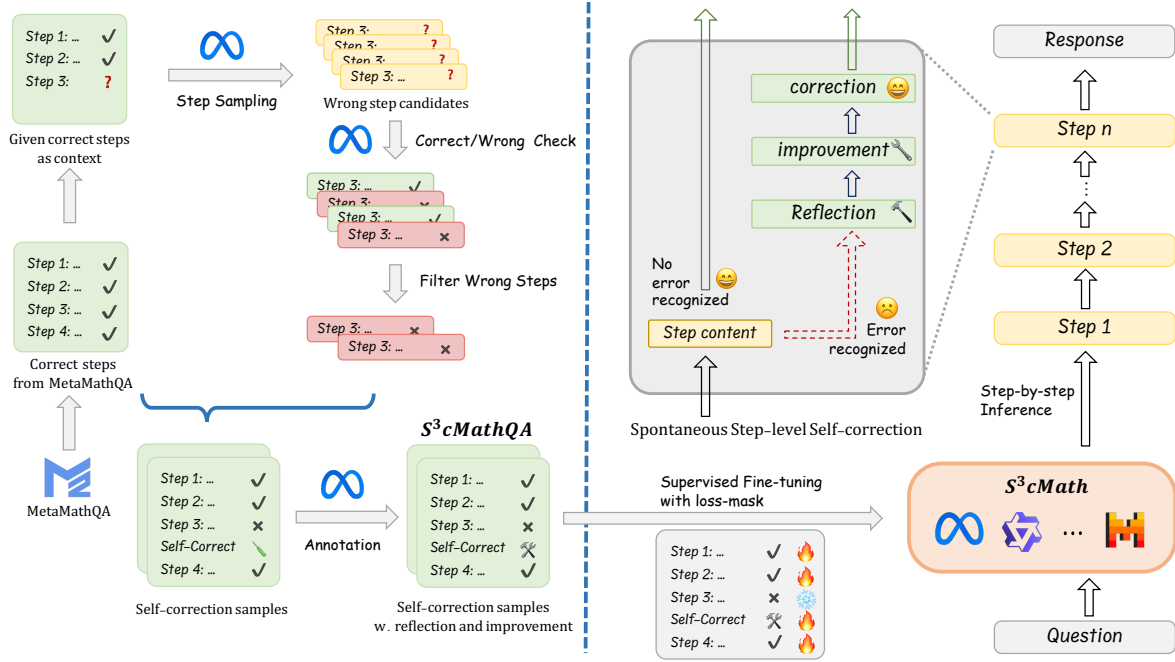 Step 1: ...
Step 2: ...
Step 3:
?
Given correct steps
as context
Step Sampling
Step 3:
?
Step 3: ...
?
Step 3: ...
?
Step 3: ...
?
Wrong step candidates
Correct/Wrong Check
Step 3: ...
Step 3: ...
Step 3: ...
Step 3: ...
Filter Wrong Steps
Step 3: ...
Step 3: ...
Step 1: ...
Step 2: ...
Step 3: ...
Step 4: ...
Correct steps
from MetaMathQA
MetaMathQA
Step 1: ...
Step 2: ...
Step 3: ...
Self-Correct
Step 4: ...
Self-correction samples
Annotation
S³cMathQA
Step 1: ...
Step 2: ...
Step 3: ...
Self-Correct
Step 4: ...
Self-correction samples
w. reflection and improvement
correction
improvement
Reflection
No
error
recognized
Error
recognized
Step content
Spontaneous Step-level Self-correction
Response
Step n
...
Step 2
Step 1
Step-by-step
Inference
Supervised Fine-tuning
with loss-mask
Step 1: ...
Step 2: ...
Step 3: ...
Self-Correct
Step 4: ...
S³cMath
...
Question